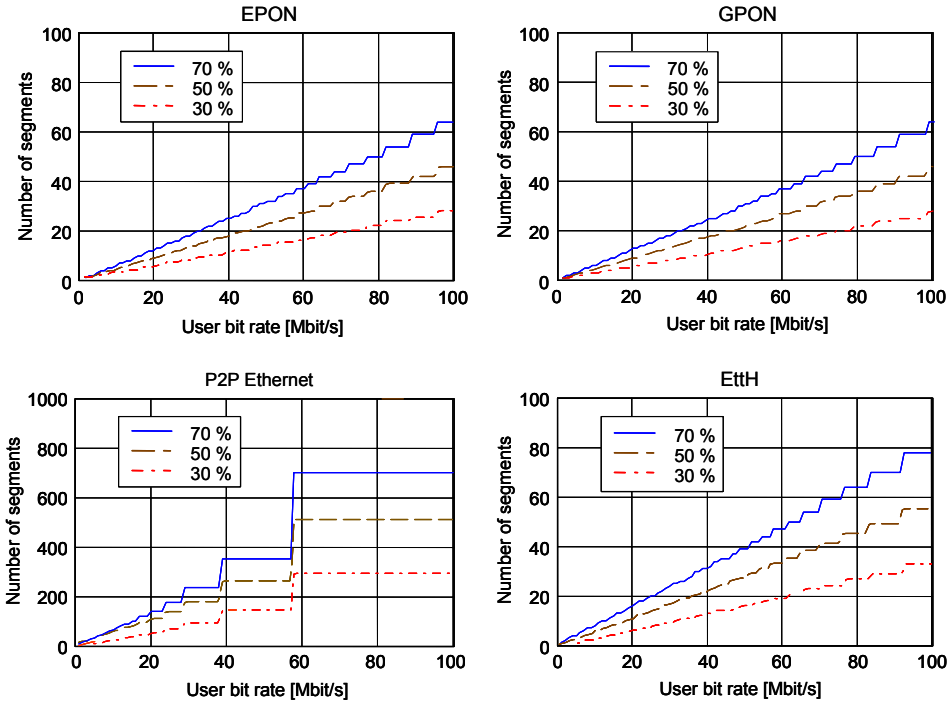 EPON
Number of segments
100
80
60
40
20
0
70 %
50 %
30 %
0 20 40 60 80 100
User bit rate [Mbit/s]
GPON
Number of segments
100
80
60
40
20
0
70 %
50 %
30 %
0 20 40 60 80 100
User bit rate [Mbit/s]
P2P Ethernet
Number of segments
1000
800
600
400
200
0
70 %
50 %
30 %
0 20 40 60 80 100
User bit rate [Mbit/s]
EttH
Number of segments
100
80
60
40
20
0
70 %
50 %
30 %
0 20 40 60 80 100
User bit rate [Mbit/s]